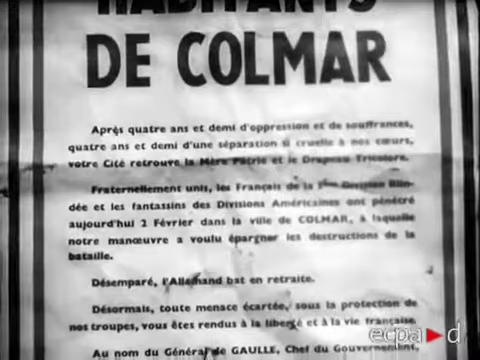 HABITANTS
DE COLMAR
Après quatre ans et demi d'oppression et de souffrances,
quatre ans et demi d'une séparation si cruelle à nos cœurs,
votre Cité retrouve la Mère Patrie et le Drapeau Tricolore.
Fraternellement unis, les Français de la Division Blin-
dée et les fantassins des Divisions Américaines ont pénétré
aujourd'hui 2 Février dans la ville de COLMAR, à laquelle
notre manœuvre a voulu épargner les destructions de la
bataille.
Désemparé, l'Allemand bat en retraite.
Désormais, toute menace écartée, sous la protection de
nos troupes, vous êtes rendus à la liberté et à la vie française.
Au nom du Général de GAULLE, Chef du Gouvernement,
ecpa d